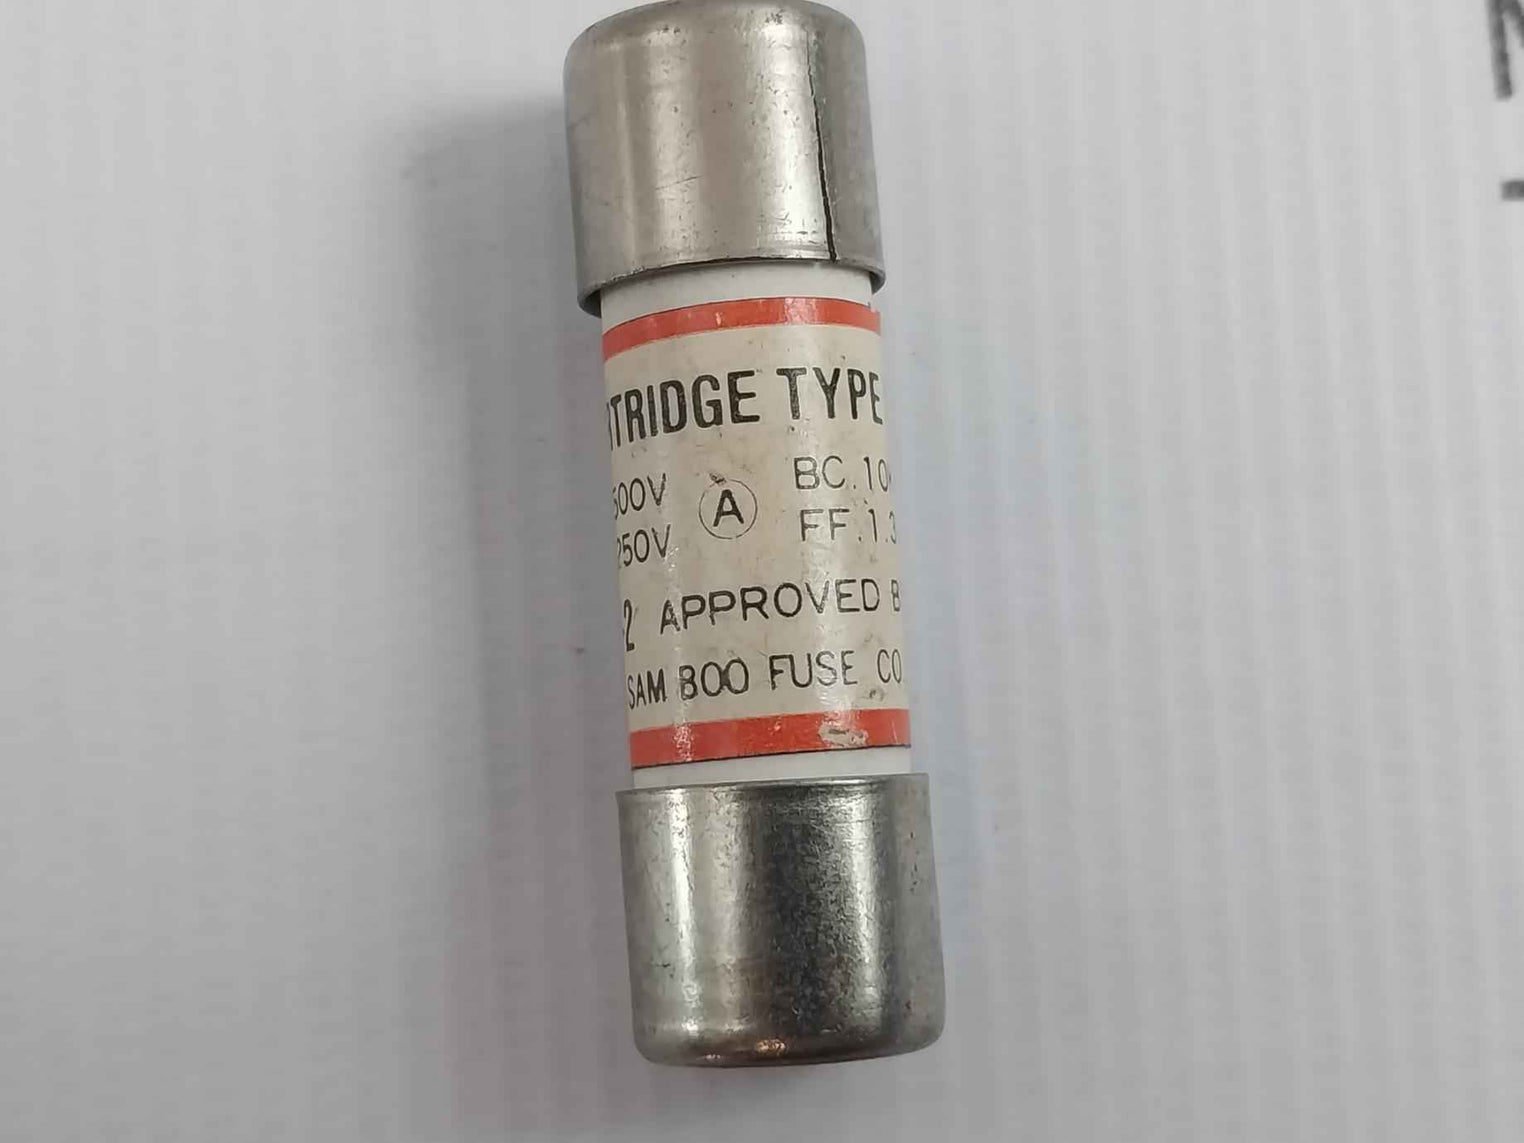 TRIDGE TYPE
500V Ⓐ BC.10
250V FF.1.3
2 APPROVED B
SAM BOO FUSE CO.